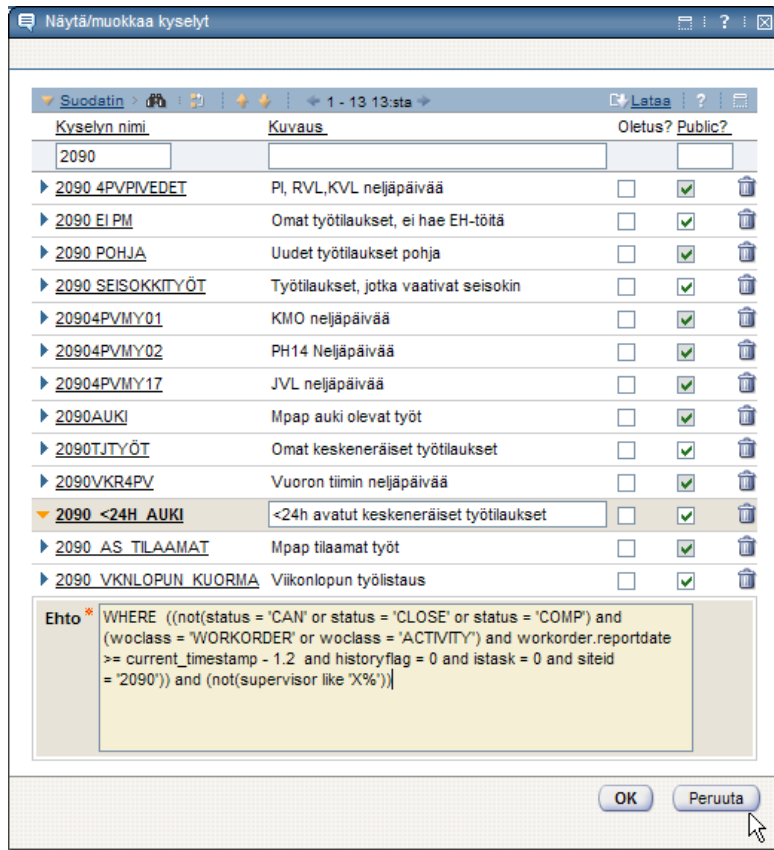 Näytä/muokkaa kyselyt ?
Suodatin 1 - 13 13:sta Lataa ?
Kyselyn nimi Kuvaus Oletus? Public?
2090
2090 4PVPIVEDET PI, RVL,KVL neljäpäivää
2090 EI PM Omat työtilaukset, ei hae EH-töitä
2090 POHJA Uudet työtilaukset pohja
2090 SEISOKKITYÖT Työtilaukset, jotka vaativat seisokin
20904PVMY01 KMO neljäpäivää
20904PVMY02 PH14 Neljäpäivää
20904PVMY17 JVL neljäpäivää
2090AUKI Mpap auki olevat työt
2090TJTYÖT Omat keskeneräiset työtilaukset
2090VKR4PV Vuoron tiimin neljäpäivää
2090_<24H_AUKI <24h avatut keskeneräiset työtilaukset
2090_AS_TILAAMAT Mpap tilaamat työt
2090_VKNLOPUN_KUORMA Viikonlopun työlistaus
Ehto * WHERE ((not(status = 'CAN' or status = 'CLOSE' or status = 'COMP') and
(woclass = 'WORKORDER' or woclass = 'ACTIVITY') and workorder.reportdate
>= current_timestamp - 1.2 and historyflag = 0 and istask = 0 and siteid
= '2090')) and (not(supervisor like 'X%'))
OK Peruuta